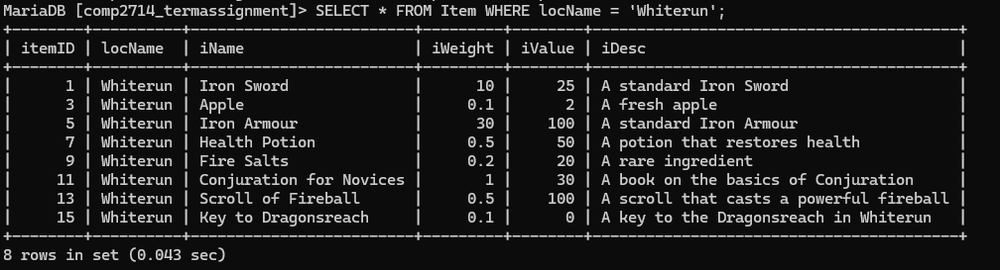 MariaDB [comp2714_termassignment]> SELECT * FROM Item WHERE locName = 'Whiterun';
+--------+----------+-------------------------+---------+--------+-----------------------------------------+
| itemID | locName  | iName                   | iWeight | iValue | iDesc                                   |
+--------+----------+-------------------------+---------+--------+-----------------------------------------+
|      1 | Whiterun | Iron Sword              |      10 |     25 | A standard Iron Sword                   |
|      3 | Whiterun | Apple                   |     0.1 |      2 | A fresh apple                           |
|      5 | Whiterun | Iron Armour             |      30 |    100 | A standard Iron Armour                  |
|      7 | Whiterun | Health Potion           |     0.5 |     50 | A potion that restores health           |
|      9 | Whiterun | Fire Salts              |     0.2 |     20 | A rare ingredient                       |
|     11 | Whiterun | Conjuration for Novices |       1 |     30 | A book on the basics of Conjuration     |
|     13 | Whiterun | Scroll of Fireball      |     0.5 |    100 | A scroll that casts a powerful fireball |
|     15 | Whiterun | Key to Dragonsreach     |     0.1 |      0 | A key to the Dragonsreach in Whiterun   |
+--------+----------+-------------------------+---------+--------+-----------------------------------------+
8 rows in set (0.043 sec)